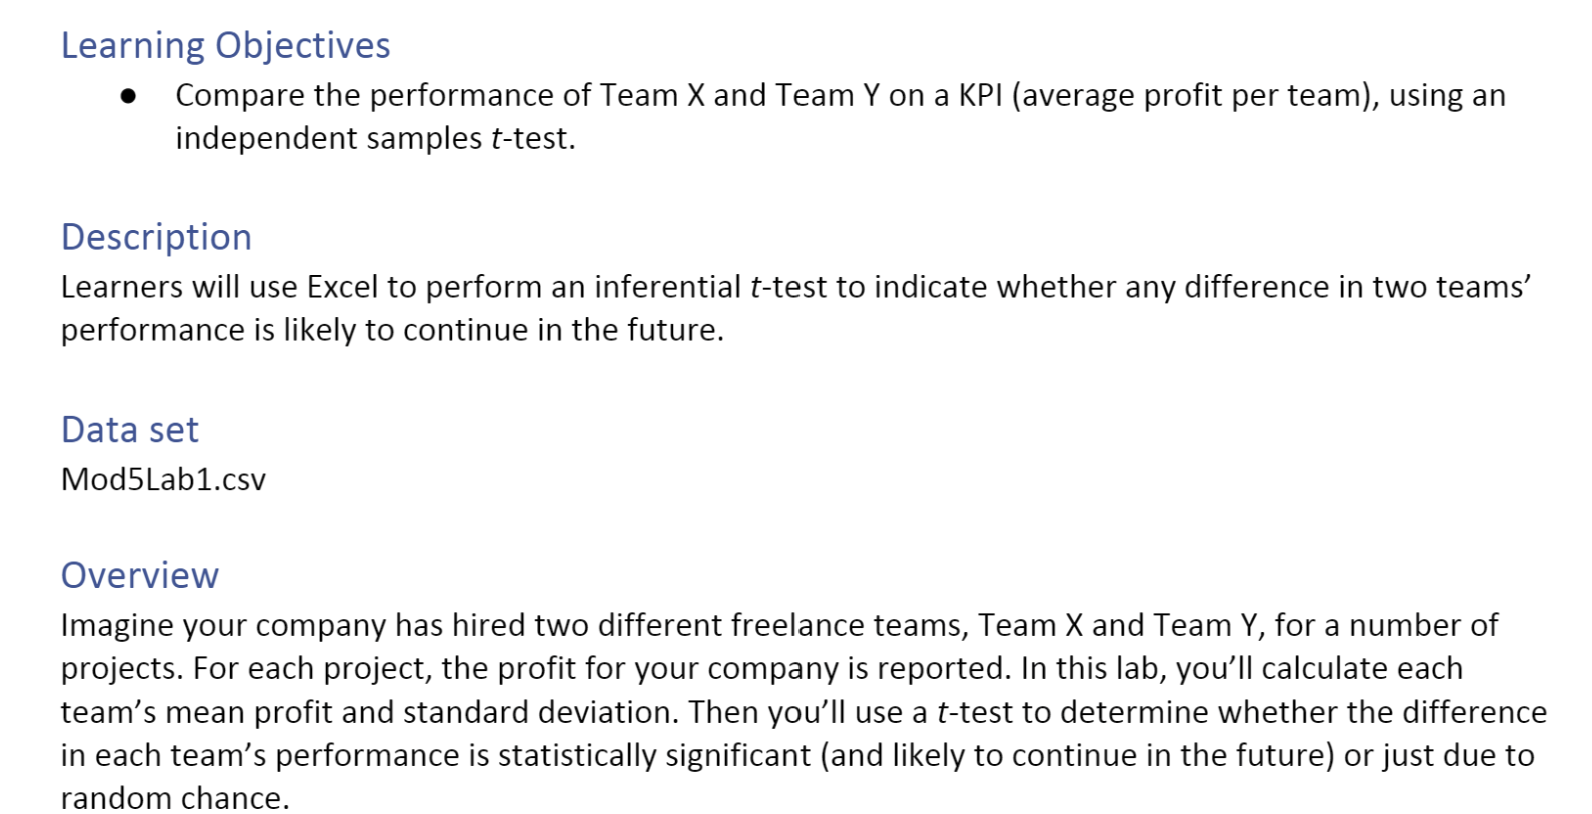 Learning Objectives
● Compare the performance of Team X and Team Y on a KPI (average profit per team), using an
independent samples t-test.
Description
Learners will use Excel to perform an inferential t-test to indicate whether any difference in two teams’
performance is likely to continue in the future.
Data set
Mod5Lab1.csv
Overview
Imagine your company has hired two different freelance teams, Team X and Team Y, for a number of
projects. For each project, the profit for your company is reported. In this lab, you’ll calculate each
team’s mean profit and standard deviation. Then you’ll use a t-test to determine whether the difference
in each team’s performance is statistically significant (and likely to continue in the future) or just due to
random chance.